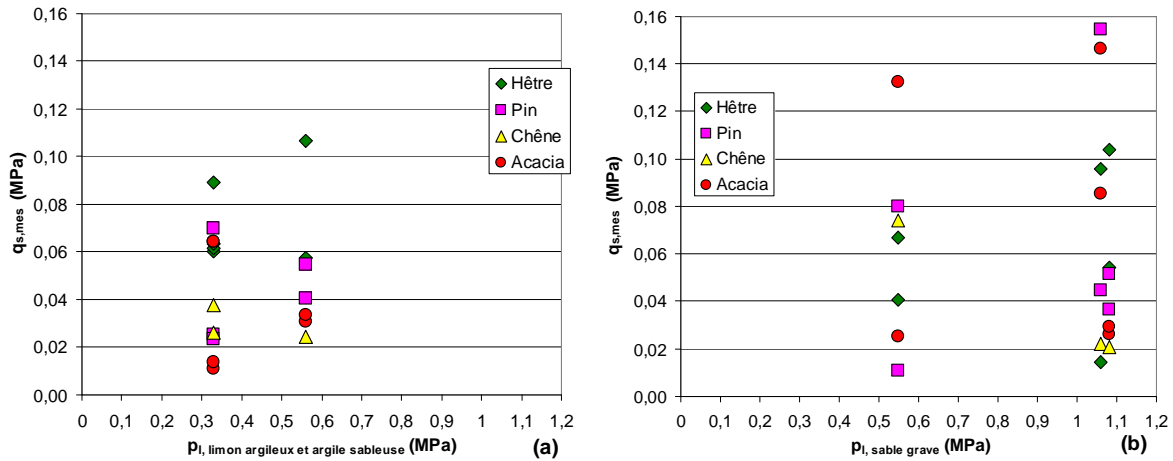 0,16
0,14
0,12
0,10
0,08
0,06
0,04
0,02
0,00
q s,mes (MPa)
Hêtre
Pin
Chêne
Acacia
0 0,1 0,2 0,3 0,4 0,5 0,6 0,7 0,8 0,9 1 1,1 1,2
p l, limon argileux et argile sableuse (MPa)
(a)
0,16
0,14
0,12
0,10
0,08
0,06
0,04
0,02
0,00
q s,mes (MPa)
Hêtre
Pin
Chêne
Acacia
0 0,1 0,2 0,3 0,4 0,5 0,6 0,7 0,8 0,9 1 1,1 1,2
p l, sable grave (MPa)
(b)